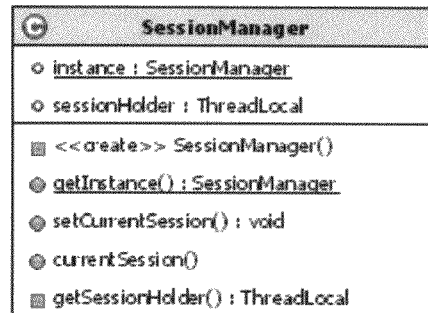 SessionManager
instance : SessionManager
sessionHolder : ThreadLocal
<<create>> SessionManager()
getInstance() : SessionManager
setCurrentSession() : void
currentSession()
getSessionHolder() : ThreadLocal